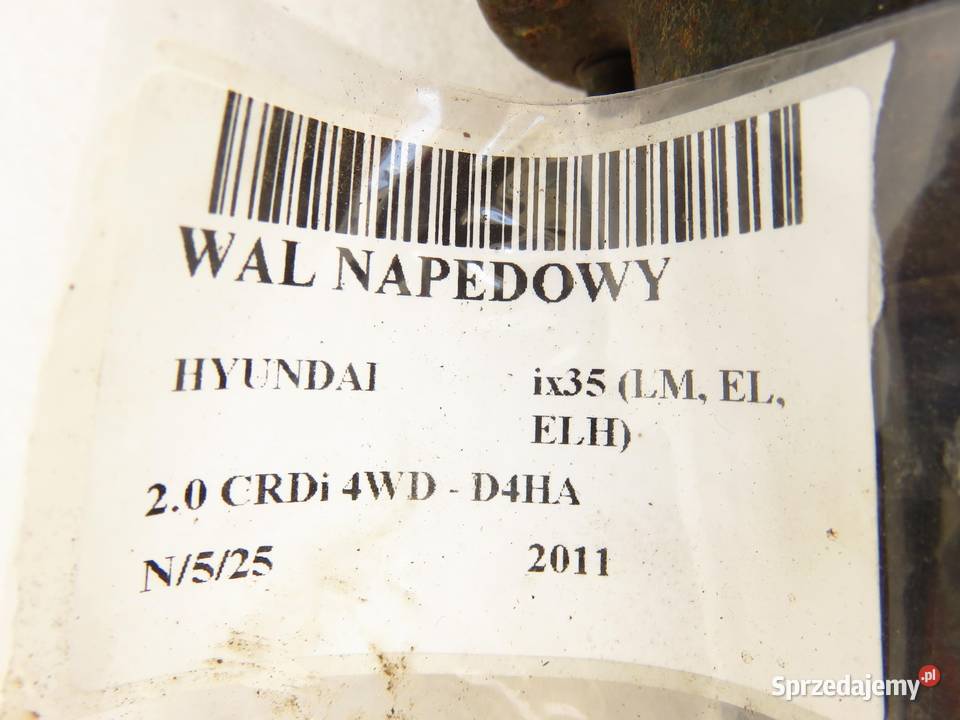 WAL NAPEDOWY
HYUNDAI ix35 (LM, EL,
ELH)
2.0 CRDi 4WD - D4HA
N/5/25 2011
Sprzedajemy.pl